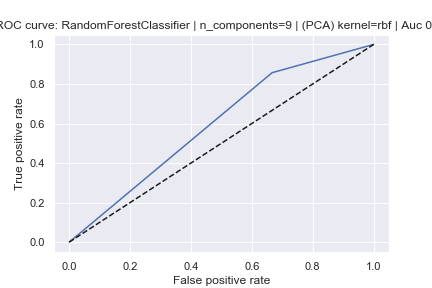 ROC curve: RandomForestClassifier | n_components=9 | (PCA) kernel=rbf | Auc 0
1.0
0.8
0.6
0.4
0.2
0.0
True positive rate
0.0 0.2 0.4 0.6 0.8 1.0
False positive rate